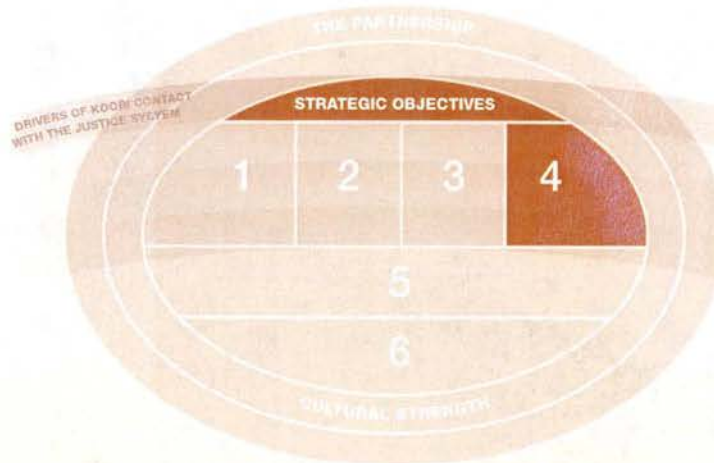 THE PARTNERSHIP
DRIVERS OF KOORI CONTACT
WITH THE JUSTICE SYSTEM
STRATEGIC OBJECTIVES
1 2 3 4
5
6
CULTURAL STRENGTH